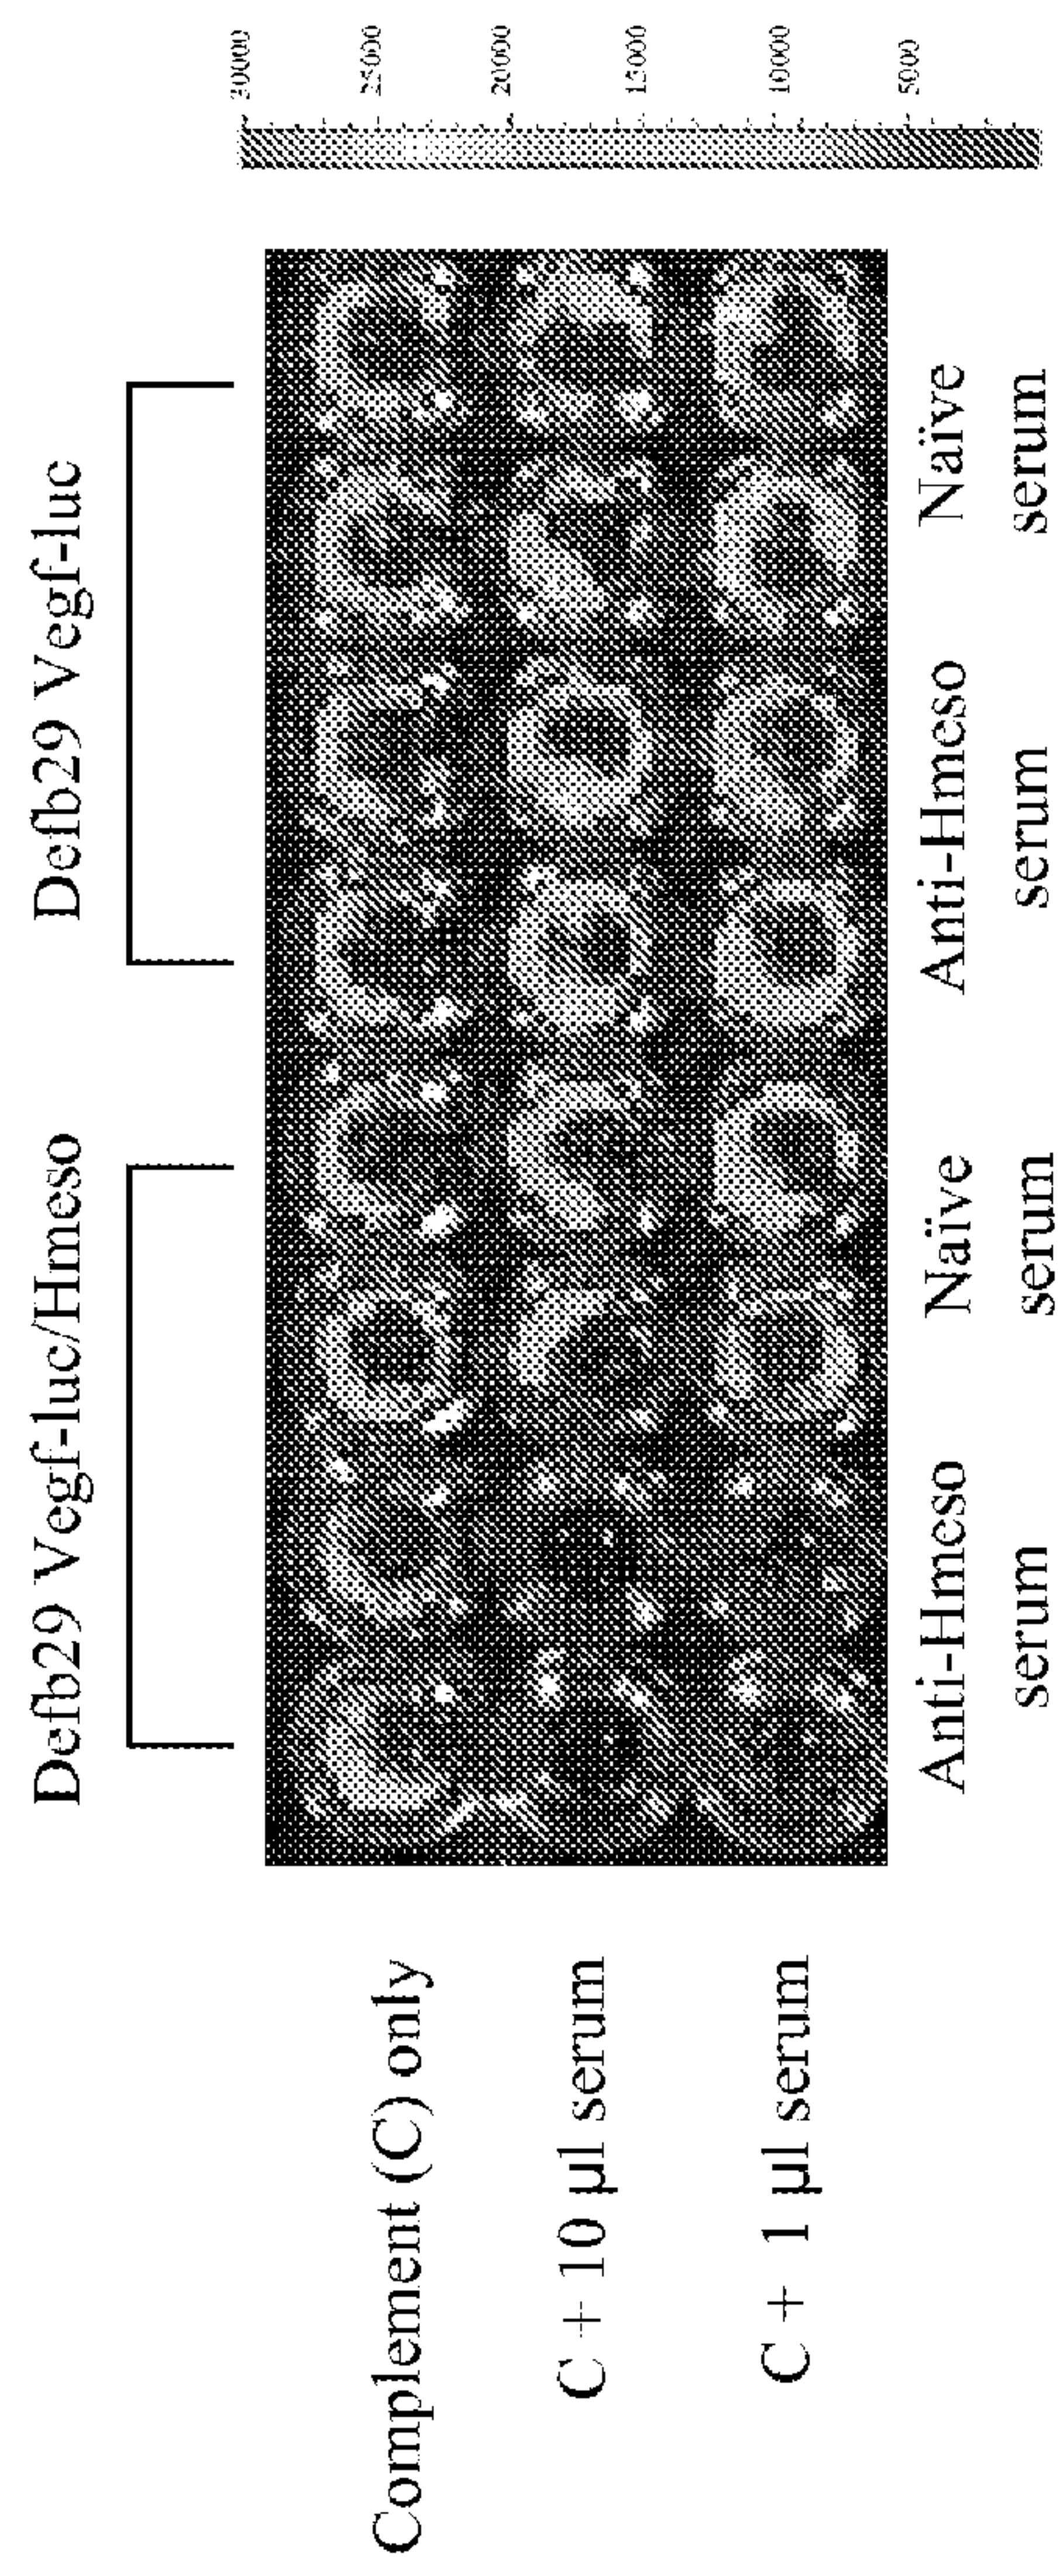 Defb29 Vegf-luc/Hmeso
Defb29 Vegf-luc
Complement (C) only
C + 10 µl serum
C + 1 µl serum
Anti-Hmeso
serum
Naïve
serum
Anti-Hmeso
serum
Naïve
serum
30000
25000
20000
15000
10000
5000